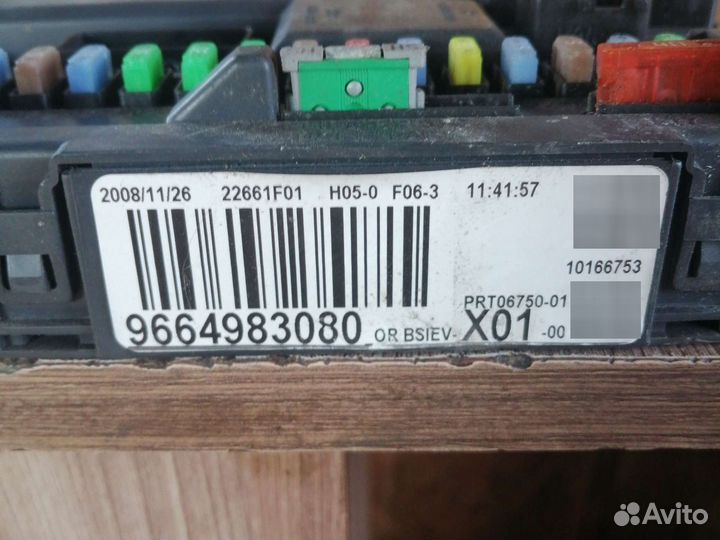 2008/11/26 22661F01 H05-0 F06-3 11:41:57
10166753
PRT06750-01
9664983080 OR BSIEV- X01 -00
Avito